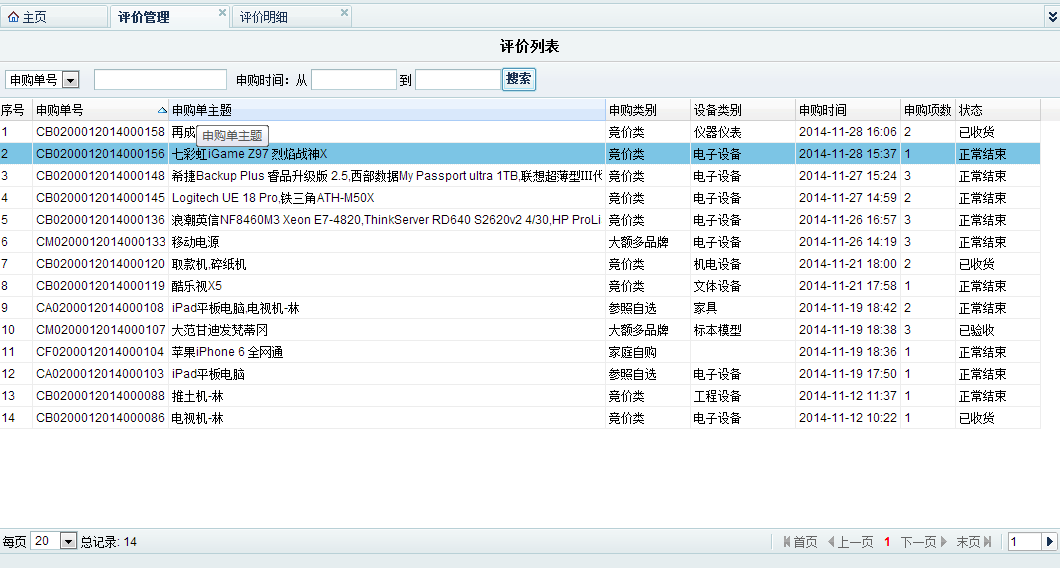 主页 评价管理 评价明细
评价列表
申购单号 申购时间：从 到 搜索
序号 申购单号 申购单主题 申购类别 设备类别 申购时间 申购项数 状态
1 CB0200012014000158 再成 竟价类 仪器仪表 2014-11-28 16:06 2 已收货
申购单主题
2 CB0200012014000156 七彩虹iGame Z97 烈焰战神X 竟价类 电子设备 2014-11-28 15:37 1 正常结束
3 CB0200012014000148 希捷Backup Plus 睿品升级版 2.5,西部数据My Passport ultra 1TB,联想超薄型III代 竟价类 电子设备 2014-11-27 15:24 3 正常结束
4 CB0200012014000145 Logitech UE 18 Pro,铁三角ATH-M50X 竟价类 电子设备 2014-11-27 14:59 2 正常结束
5 CB0200012014000136 浪潮英信NF8460M3 Xeon E7-4820,ThinkServer RD640 S2620v2 4/30,HP ProLi 竟价类 电子设备 2014-11-26 16:57 3 正常结束
6 CM0200012014000133 移动电源 大额多品牌 电子设备 2014-11-26 14:19 3 正常结束
7 CB0200012014000120 取款机,碎纸机 竟价类 机电设备 2014-11-21 18:00 2 已收货
8 CB0200012014000119 酷乐视X5 竟价类 文体设备 2014-11-21 17:58 1 正常结束
9 CA0200012014000108 iPad平板电脑,电视机-林 参照自选 家具 2014-11-19 18:42 2 正常结束
10 CM0200012014000107 大范甘迪发梵蒂冈 大额多品牌 标本模型 2014-11-19 18:38 3 已验收
11 CF0200012014000104 苹果iPhone 6 全网通 家庭自购 2014-11-19 18:36 1 正常结束
12 CA0200012014000103 iPad平板电脑 参照自选 电子设备 2014-11-19 17:50 1 正常结束
13 CB0200012014000088 推土机-林 竟价类 工程设备 2014-11-12 11:37 1 正常结束
14 CB0200012014000086 电视机-林 竟价类 电子设备 2014-11-12 10:22 1 已收货
每页 20 总记录: 14 首页 上一页 1 下一页 末页 1